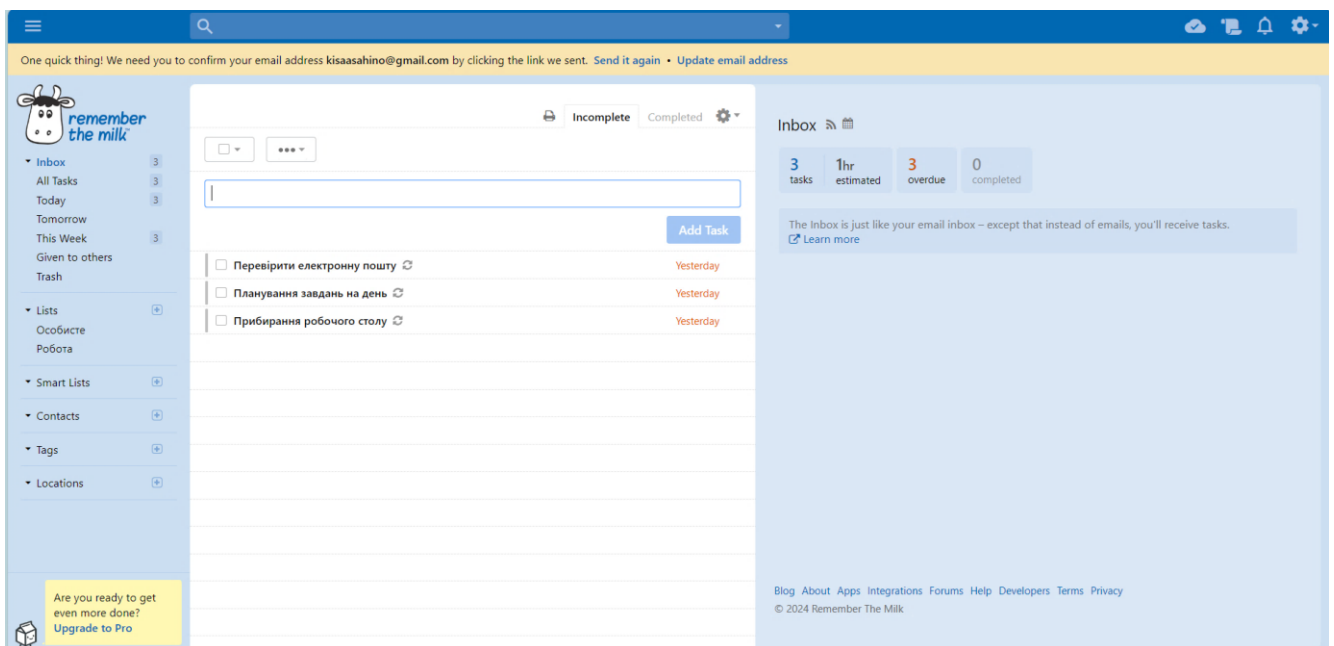 One quick thing! We need you to confirm your email address kisaasahino@gmail.com by clicking the link we sent. Send it again • Update email address
remember
the milk
Inbox 3
All Tasks 3
Today 3
Tomorrow
This Week 3
Given to others
Trash
Lists
Особисте
Робота
Smart Lists
Contacts
Tags
Locations
Are you ready to get
even more done?
Upgrade to Pro
Incomplete Completed
Add Task
Перевірити електронну пошту Yesterday
Планування завдань на день Yesterday
Прибирання робочого столу Yesterday
Inbox
3 1hr 3 0
tasks estimated overdue completed
The Inbox is just like your email inbox – except that instead of emails, you'll receive tasks.
Learn more
Blog About Apps Integrations Forums Help Developers Terms Privacy
© 2024 Remember The Milk